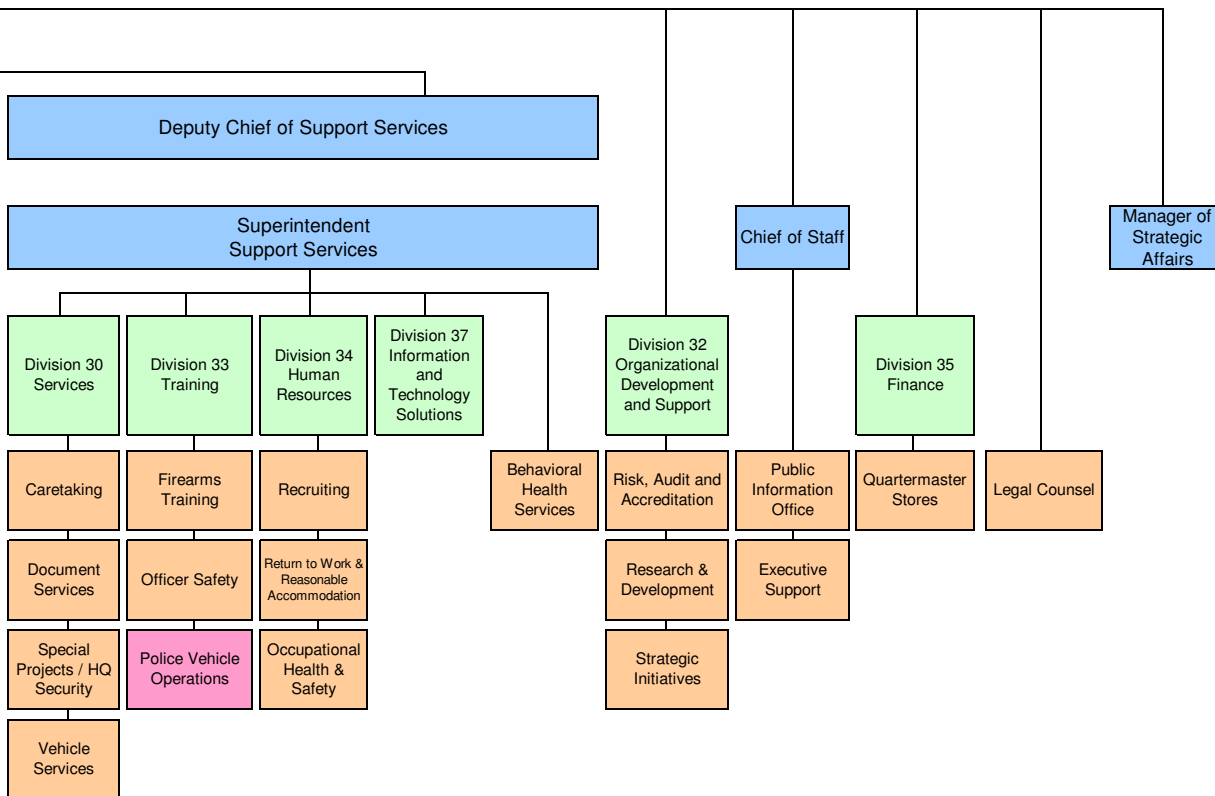 Deputy Chief of Support Services
Superintendent
Support Services
Chief of Staff
Manager of
Strategic
Affairs
Division 30
Services
Division 33
Training
Division 34
Human
Resources
Division 37
Information
and
Technology
Solutions
Division 32
Organizational
Development
and Support
Division 35
Finance
Caretaking
Firearms
Training
Recruiting
Behavioral
Health
Services
Risk, Audit and
Accreditation
Public
Information
Office
Quartermaster
Stores
Legal Counsel
Document
Services
Officer Safety
Return to Work &
Reasonable
Accommodation
Research &
Development
Executive
Support
Special
Projects / HQ
Security
Police Vehicle
Operations
Occupational
Health &
Safety
Strategic
Initiatives
Vehicle
Services